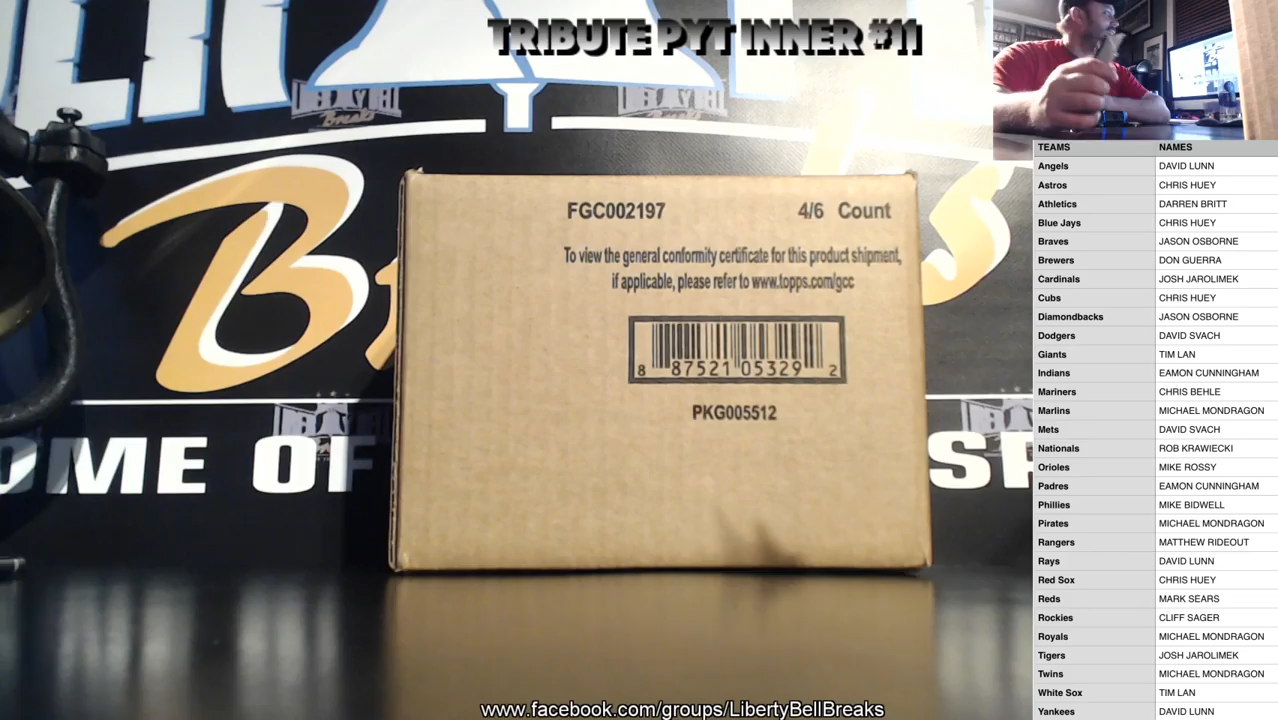 TRIBUTE PYT INNER #11
Breaks
Breaks
FGC002197 4/6 Count
To view the general conformity certificate for this product shipment,
if applicable, please refer to www.topps.com/gcc
8 87521 05329 2
PKG005512
OME OF
SP
www.facebook.com/groups/LibertyBellBreaks
TEAMS NAMES
Angels DAVID LUNN
Astros CHRIS HUEY
Athletics DARREN BRITT
Blue Jays CHRIS HUEY
Braves JASON OSBORNE
Brewers DON GUERRA
Cardinals JOSH JAROLIMEK
Cubs CHRIS HUEY
Diamondbacks JASON OSBORNE
Dodgers DAVID SVACH
Giants TIM LAN
Indians EAMON CUNNINGHAM
Mariners CHRIS BEHLE
Marlins MICHAEL MONDRAGON
Mets DAVID SVACH
Nationals ROB KRAWIECKI
Orioles MIKE ROSSY
Padres EAMON CUNNINGHAM
Phillies MIKE BIDWELL
Pirates MICHAEL MONDRAGON
Rangers MATTHEW RIDEOUT
Rays DAVID LUNN
Red Sox CHRIS HUEY
Reds MARK SEARS
Rockies CLIFF SAGER
Royals MICHAEL MONDRAGON
Tigers JOSH JAROLIMEK
Twins MICHAEL MONDRAGON
White Sox TIM LAN
Yankees DAVID LUNN